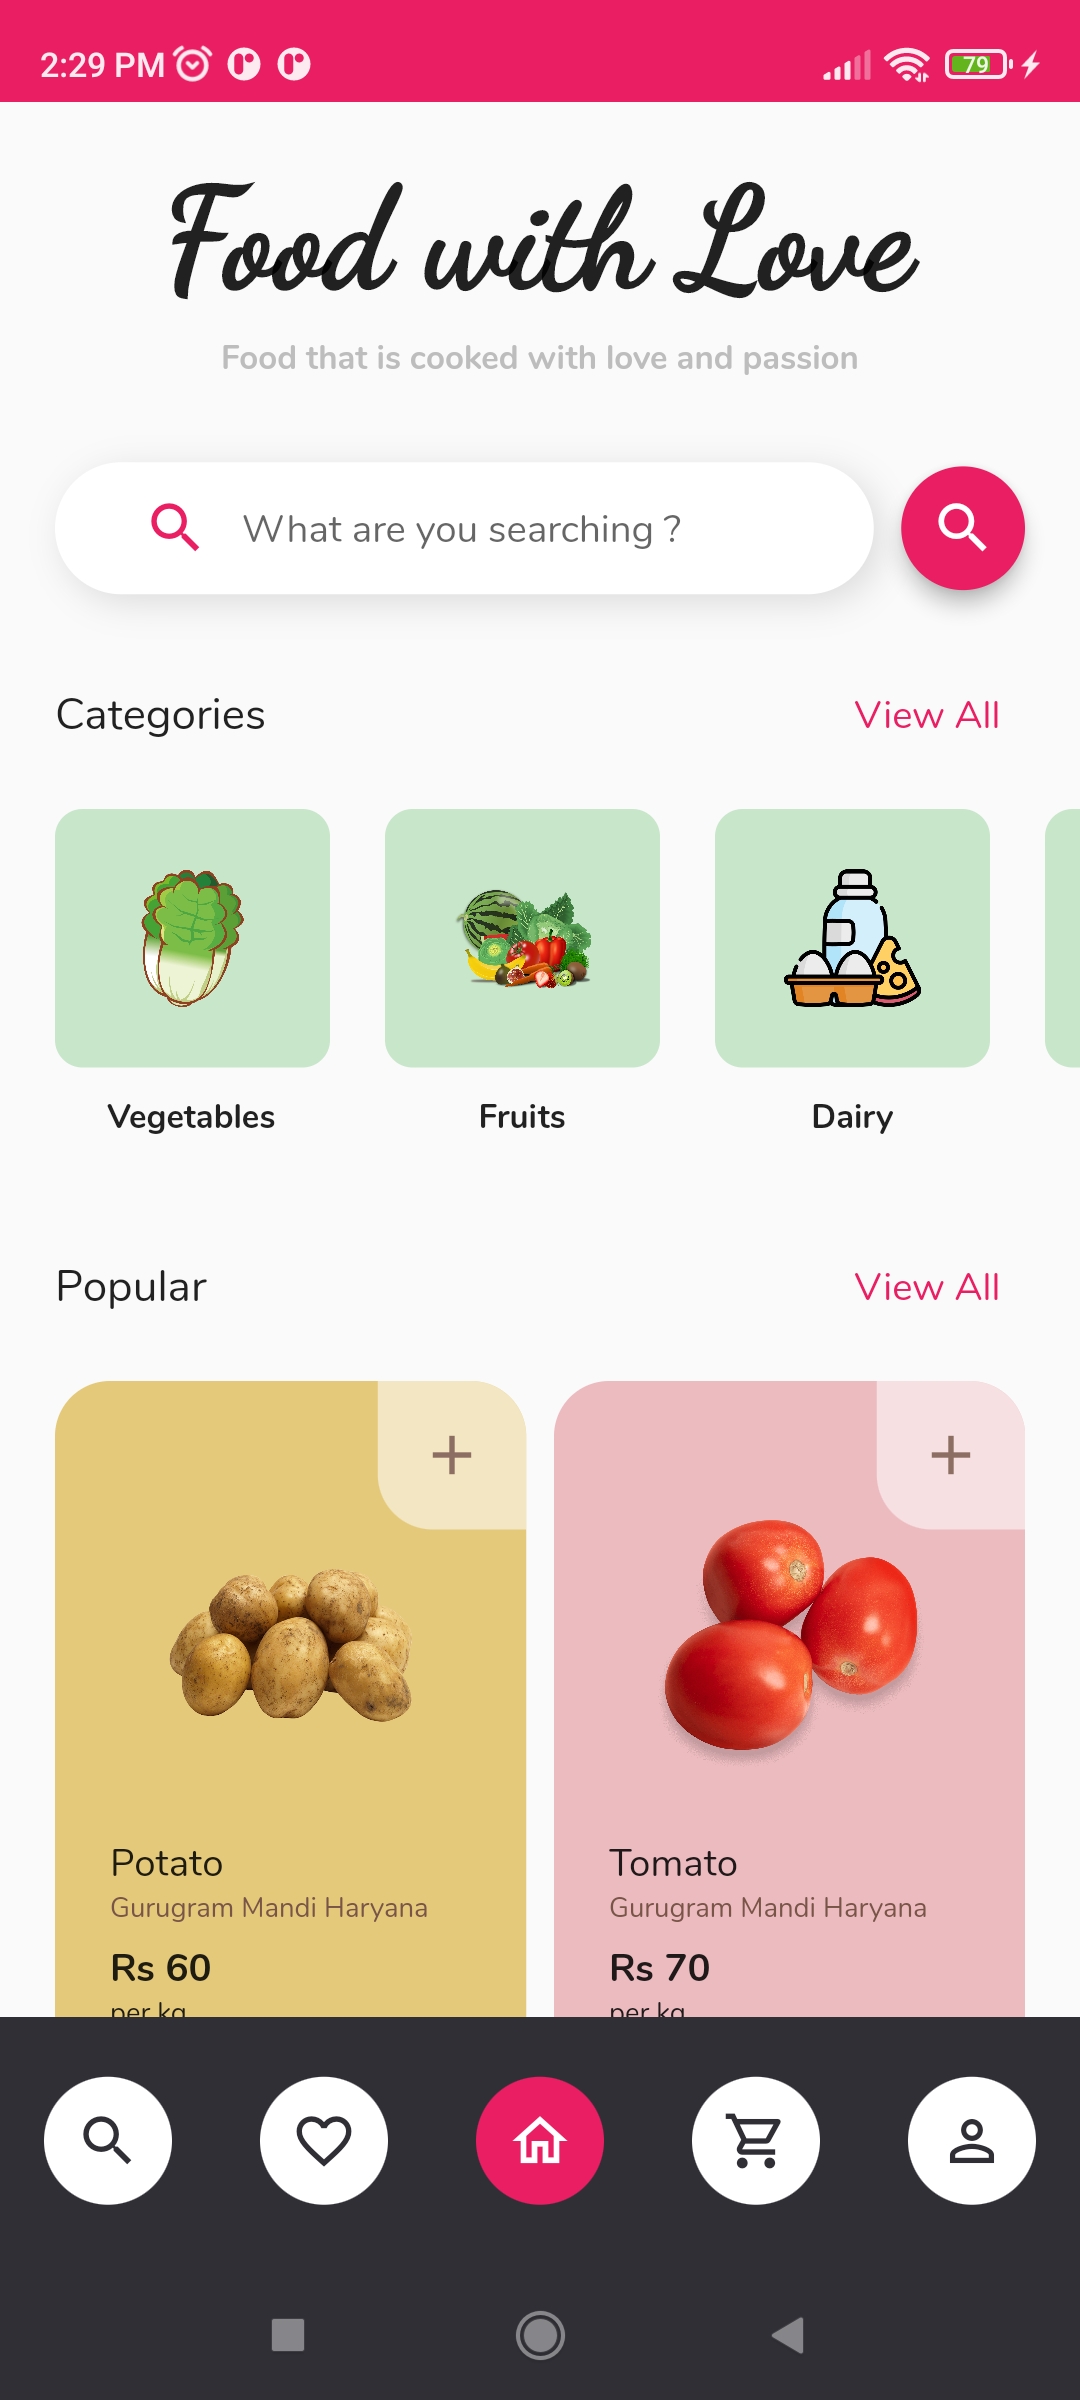 2:29 PM
79
Food with Love
Food that is cooked with love and passion
What are you searching ?
Categories
View All
Vegetables
Fruits
Dairy
Popular
View All
Potato
Gurugram Mandi Haryana
Rs 60
per kg
Tomato
Gurugram Mandi Haryana
Rs 70
per kg